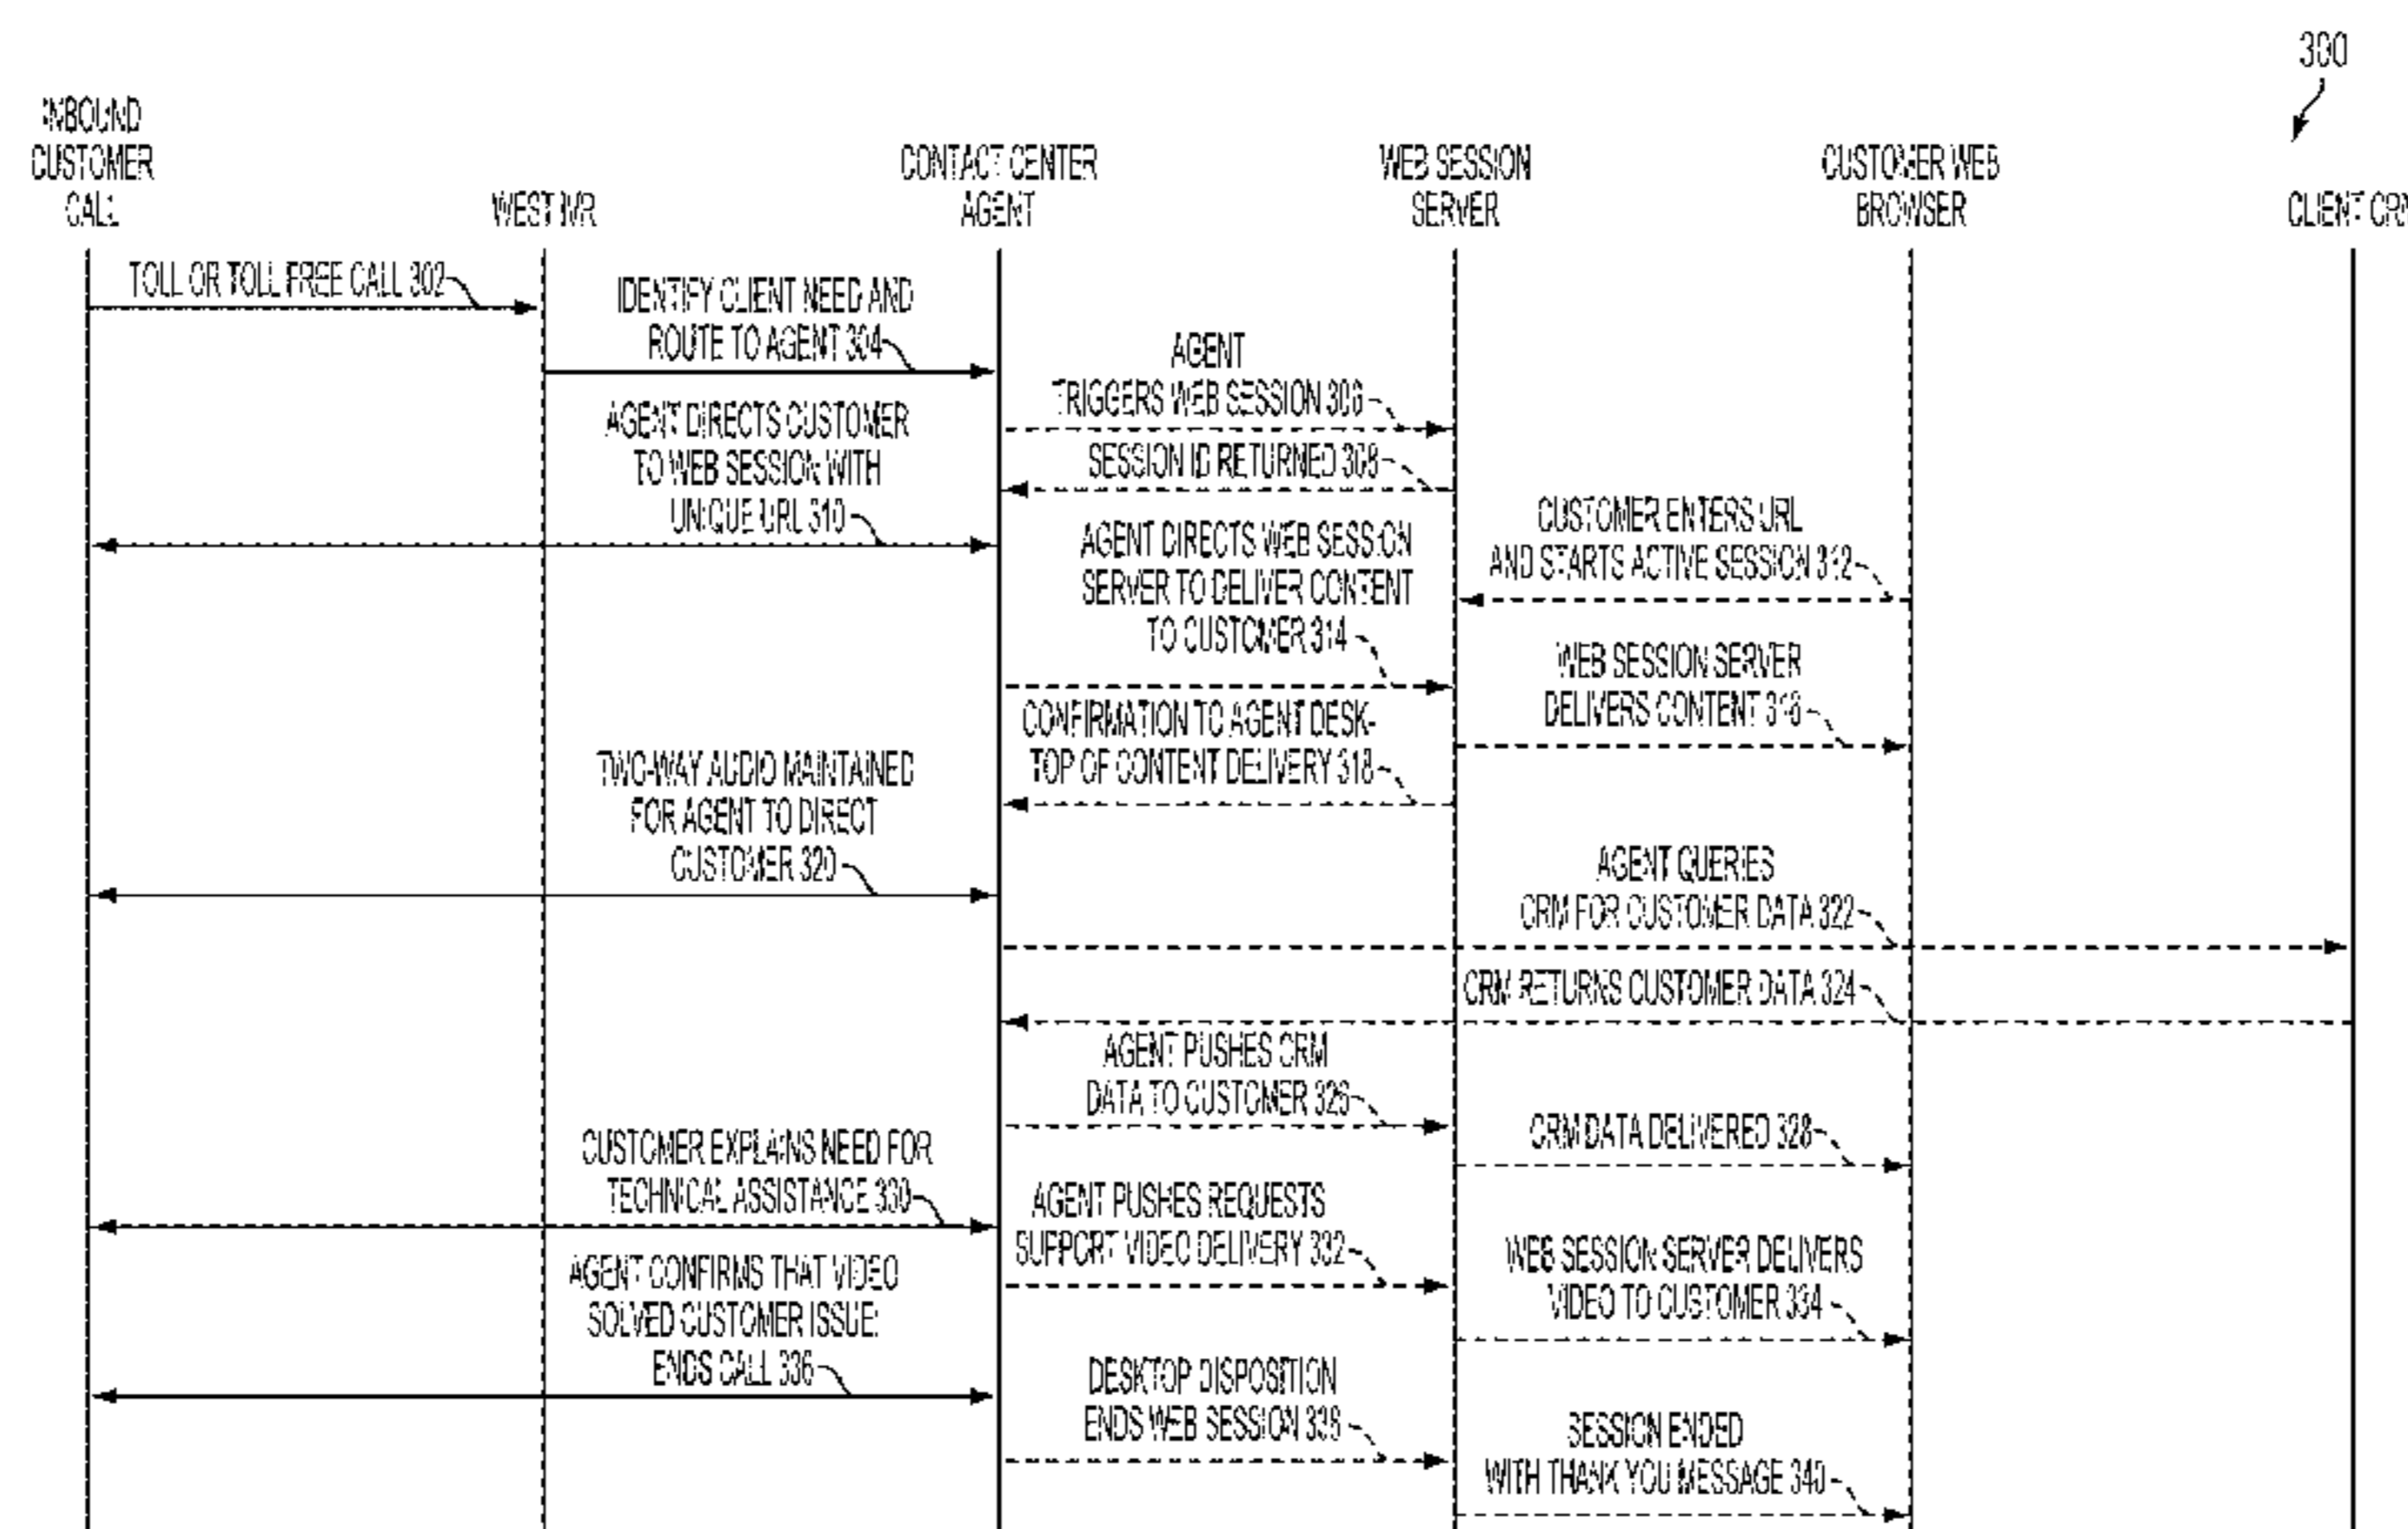 300
INBOUND
CUSTOMER
CALL
WEST IVR
CONTACT CENTER
AGENT
WEB SESSION
SERVER
CUSTOMER WEB
BROWSER
CLIENT CRM
TOLL OR TOLL FREE CALL 302
IDENTIFY CLIENT NEED AND
ROUTE TO AGENT 304
AGENT
TRIGGERS WEB SESSION 306
SESSION ID RETURNED 308
AGENT DIRECTS CUSTOMER
TO WEB SESSION WITH
UNIQUE URL 310
CUSTOMER ENTERS URL
AND STARTS ACTIVE SESSION 312
AGENT DIRECTS WEB SESSION
SERVER TO DELIVER CONTENT
TO CUSTOMER 314
WEB SESSION SERVER
DELIVERS CONTENT 316
CONFIRMATION TO AGENT DESK-
TOP OF CONTENT DELIVERY 318
TWO-WAY AUDIO MAINTAINED
FOR AGENT TO DIRECT
CUSTOMER 320
AGENT QUERIES
CRM FOR CUSTOMER DATA 322
CRM RETURNS CUSTOMER DATA 324
AGENT PUSHES CRM
DATA TO CUSTOMER 326
CRM DATA DELIVERED 328
CUSTOMER EXPLAINS NEED FOR
TECHNICAL ASSISTANCE 330
AGENT PUSHES REQUESTS
SUPPORT VIDEO DELIVERY 332
WEB SESSION SERVER DELIVERS
VIDEO TO CUSTOMER 334
AGENT CONFIRMS THAT VIDEO
SOLVED CUSTOMER ISSUE;
ENDS CALL 336
DESKTOP DISPOSITION
ENDS WEB SESSION 338
SESSION ENDED
WITH THANK YOU MESSAGE 340